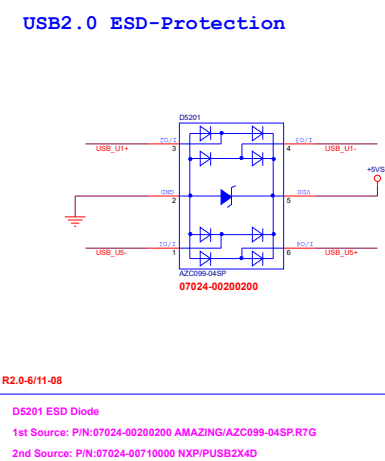 USB2.0 ESD-Protection
D5201
I/O2
I/O3
USB_U1+
3
4
USB_U1-
+5VS
GND
VDD
2
5
I/O1
I/O4
USB_U5-
1
6
USB_U5+
AZC099-04SP
07024-00200200
R2.0-6/11-08
D5201 ESD Diode
1st Source: P/N:07024-00200200 AMAZING/AZC099-04SP.R7G
2nd Source: P/N:07024-00710000 NXP/PUSB2X4D